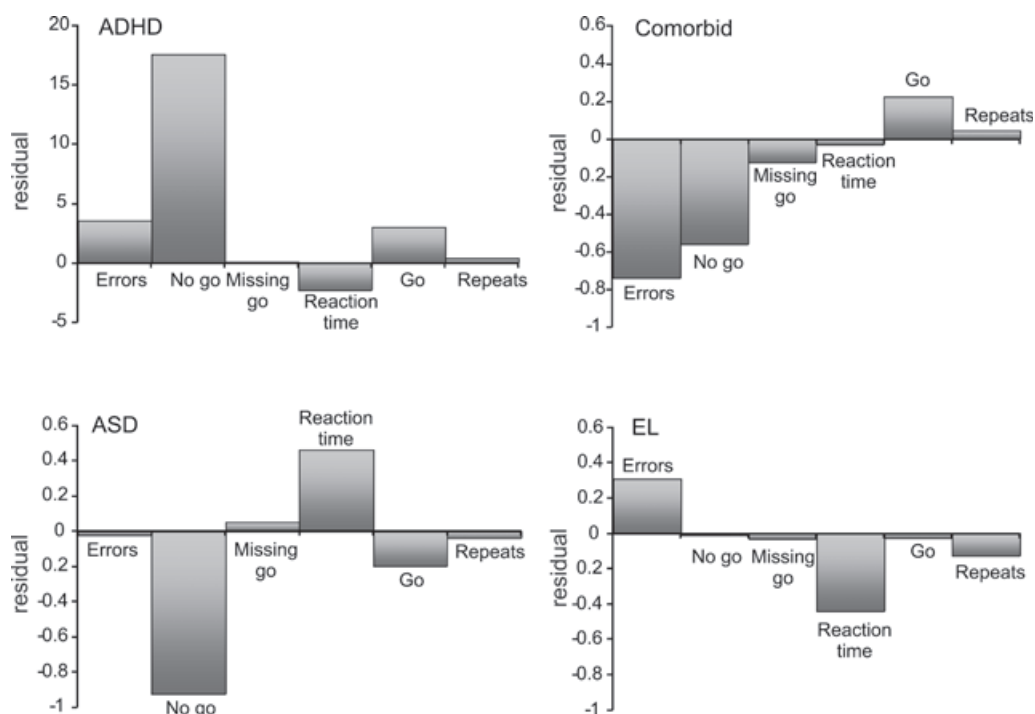 ADHD
residual
20
15
10
5
0
-5
Errors
No go
Missing
go
Reaction
time
Go
Repeats
Comorbid
residual
0.6
0.4
0.2
0
0.2
-0.4
-0.6
-0.8
-1
Errors
No go
Missing
go
Reaction
time
Go
Repeats
ASD
residual
0.6
0.4
0.2
0
0.2
-0.4
-0.6
-0.8
-1
Errors
No go
Missing
go
Reaction
time
Go
Repeats
EL
residual
0.6
0.4
0.2
0
0.2
-0.4
-0.6
-0.8
-1
Errors
No go
Missing
go
Reaction
time
Go
Repeats